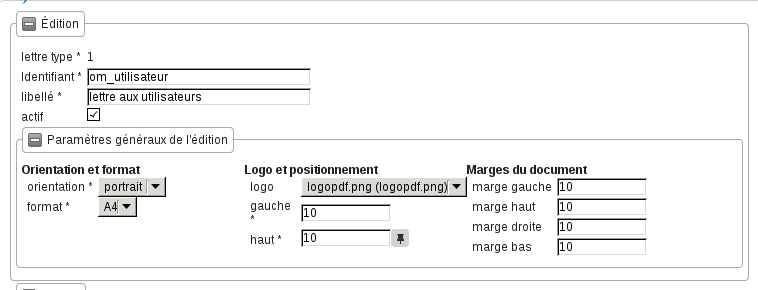 Édition
lettre type * 1
Identifiant * om_utilisateur
libellé * lettre aux utilisateurs
actif
Paramètres généraux de l'édition
Orientation et format
orientation * portrait
format * A4
Logo et positionnement
logo logopdf.png (logopdf.png)
gauche
* 10
haut * 10
Marges du document
marge gauche 10
marge haut 10
marge droite 10
marge bas 10